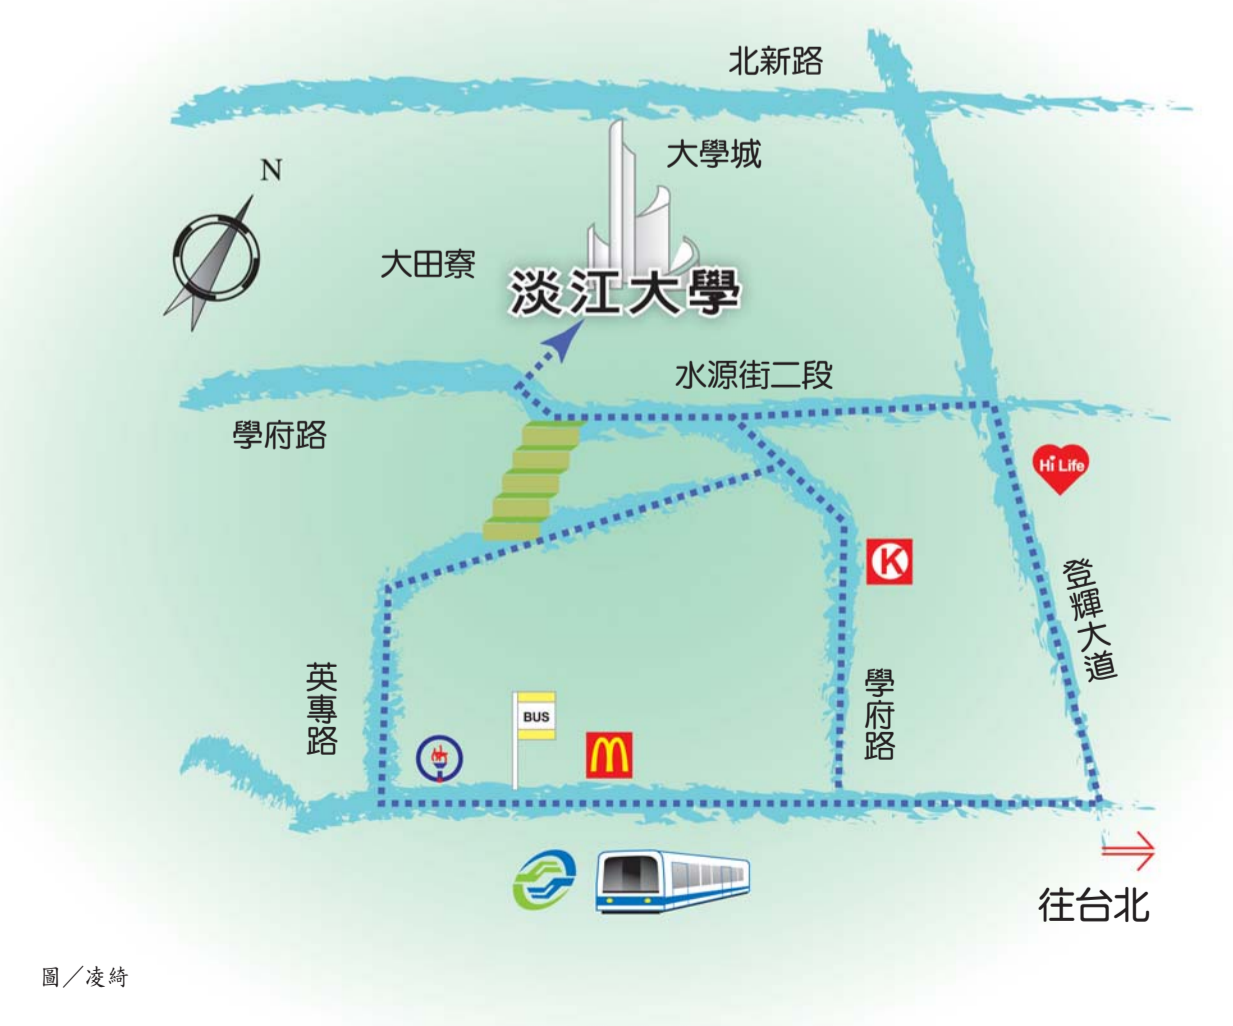 北新路
大學城
N
大田寮
淡江大學
水源街二段
學府路
Hi Life
K
登輝大道
英專路
學府路
BUS
往台北
圖／凌綺